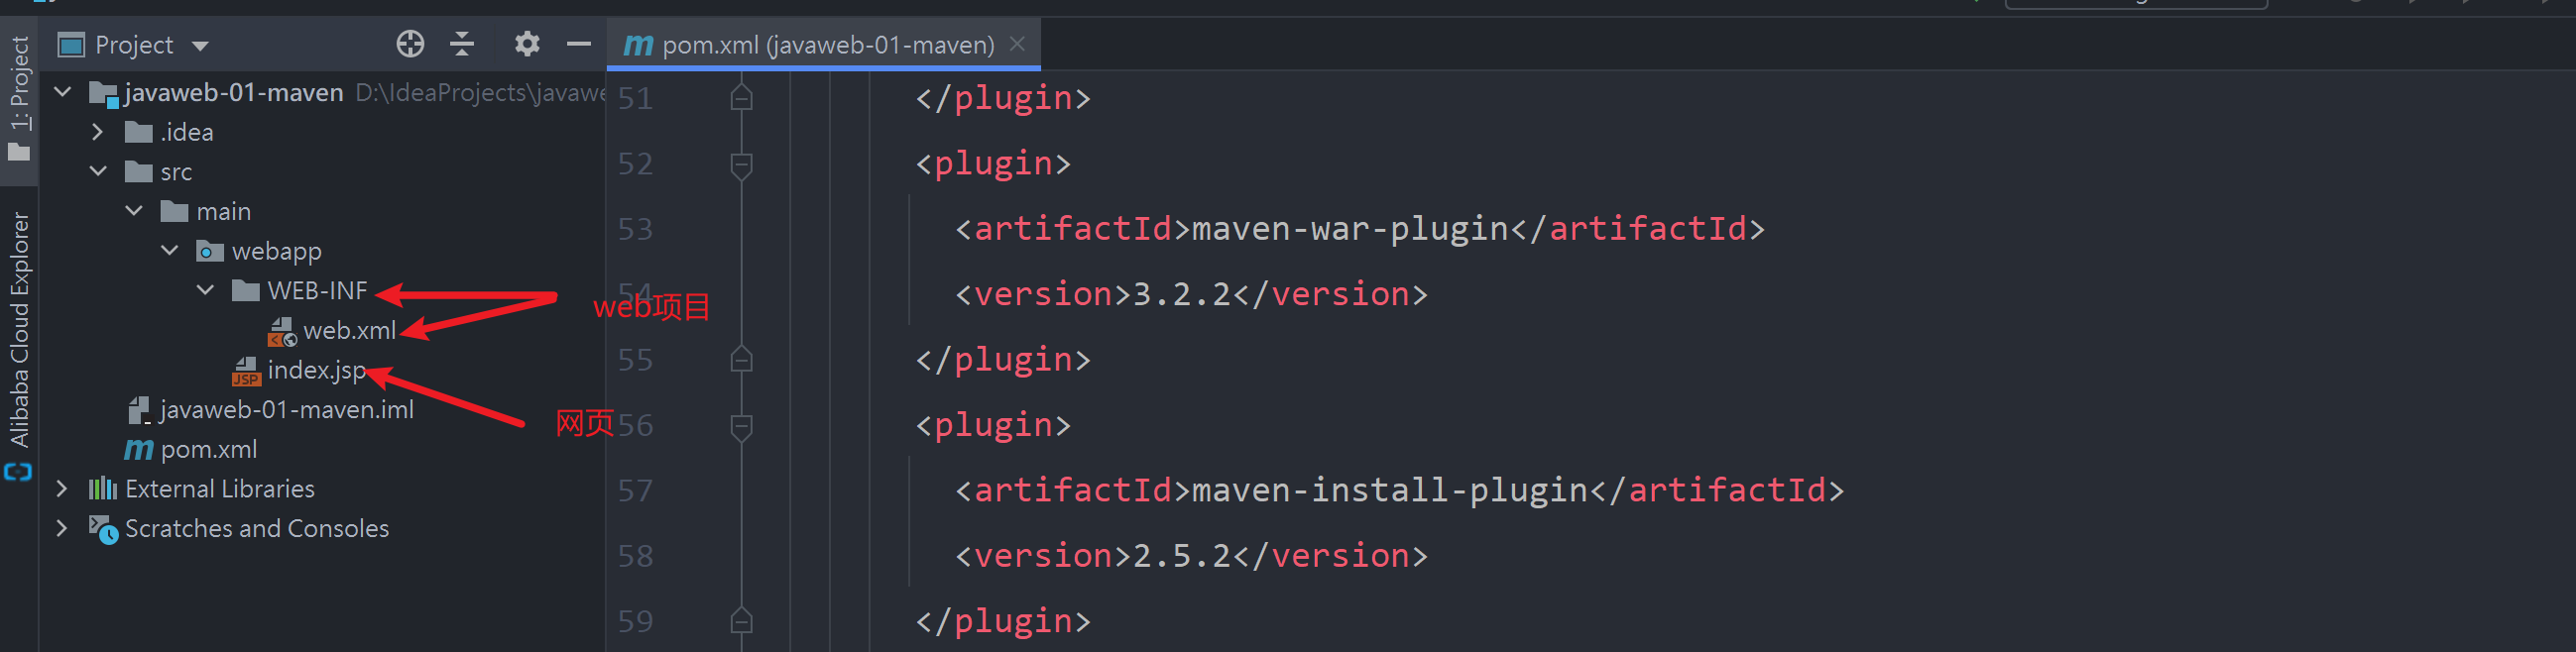 1: Project
Alibaba Cloud Explorer
Project
javaweb-01-maven D:\IdeaProjects\javawe
.idea
src
main
webapp
WEB-INF
web.xml
index.jsp
JSP
javaweb-01-maven.iml
pom.xml
External Libraries
Scratches and Consoles
web项目
网页
pom.xml (javaweb-01-maven)
51 </plugin>
52 <plugin>
53 <artifactId>maven-war-plugin</artifactId>
54 <version>3.2.2</version>
55 </plugin>
56 <plugin>
57 <artifactId>maven-install-plugin</artifactId>
58 <version>2.5.2</version>
59 </plugin>